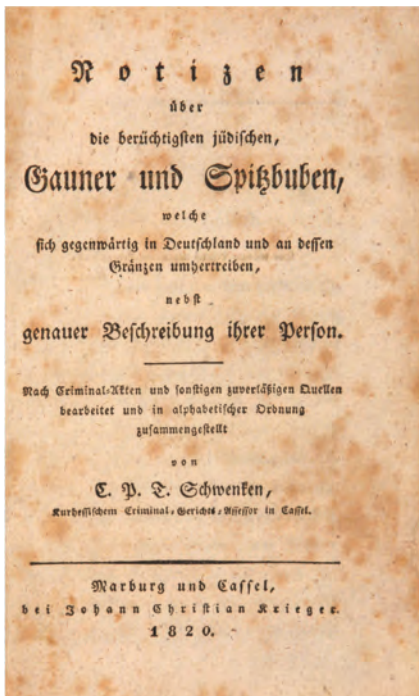 Notizen
über
die berüchtigsten jüdischen,
Gauner und Spitzbuben,
welche
sich gegenwärtig in Deutschland und an dessen
Gränzen umhertreiben,
nebst
genauer Beschreibung ihrer Person.
Nach Criminal-Akten und sonstigen zuverläßigen Quellen
bearbeitet und in alphabetischer Ordnung
zusammengestellt
von
C. P. T. Schwenken,
Kurhessischem Criminal-Gerichts-Assessor in Cassel.
Marburg und Cassel,
bei Johann Christian Krieger.
1820.